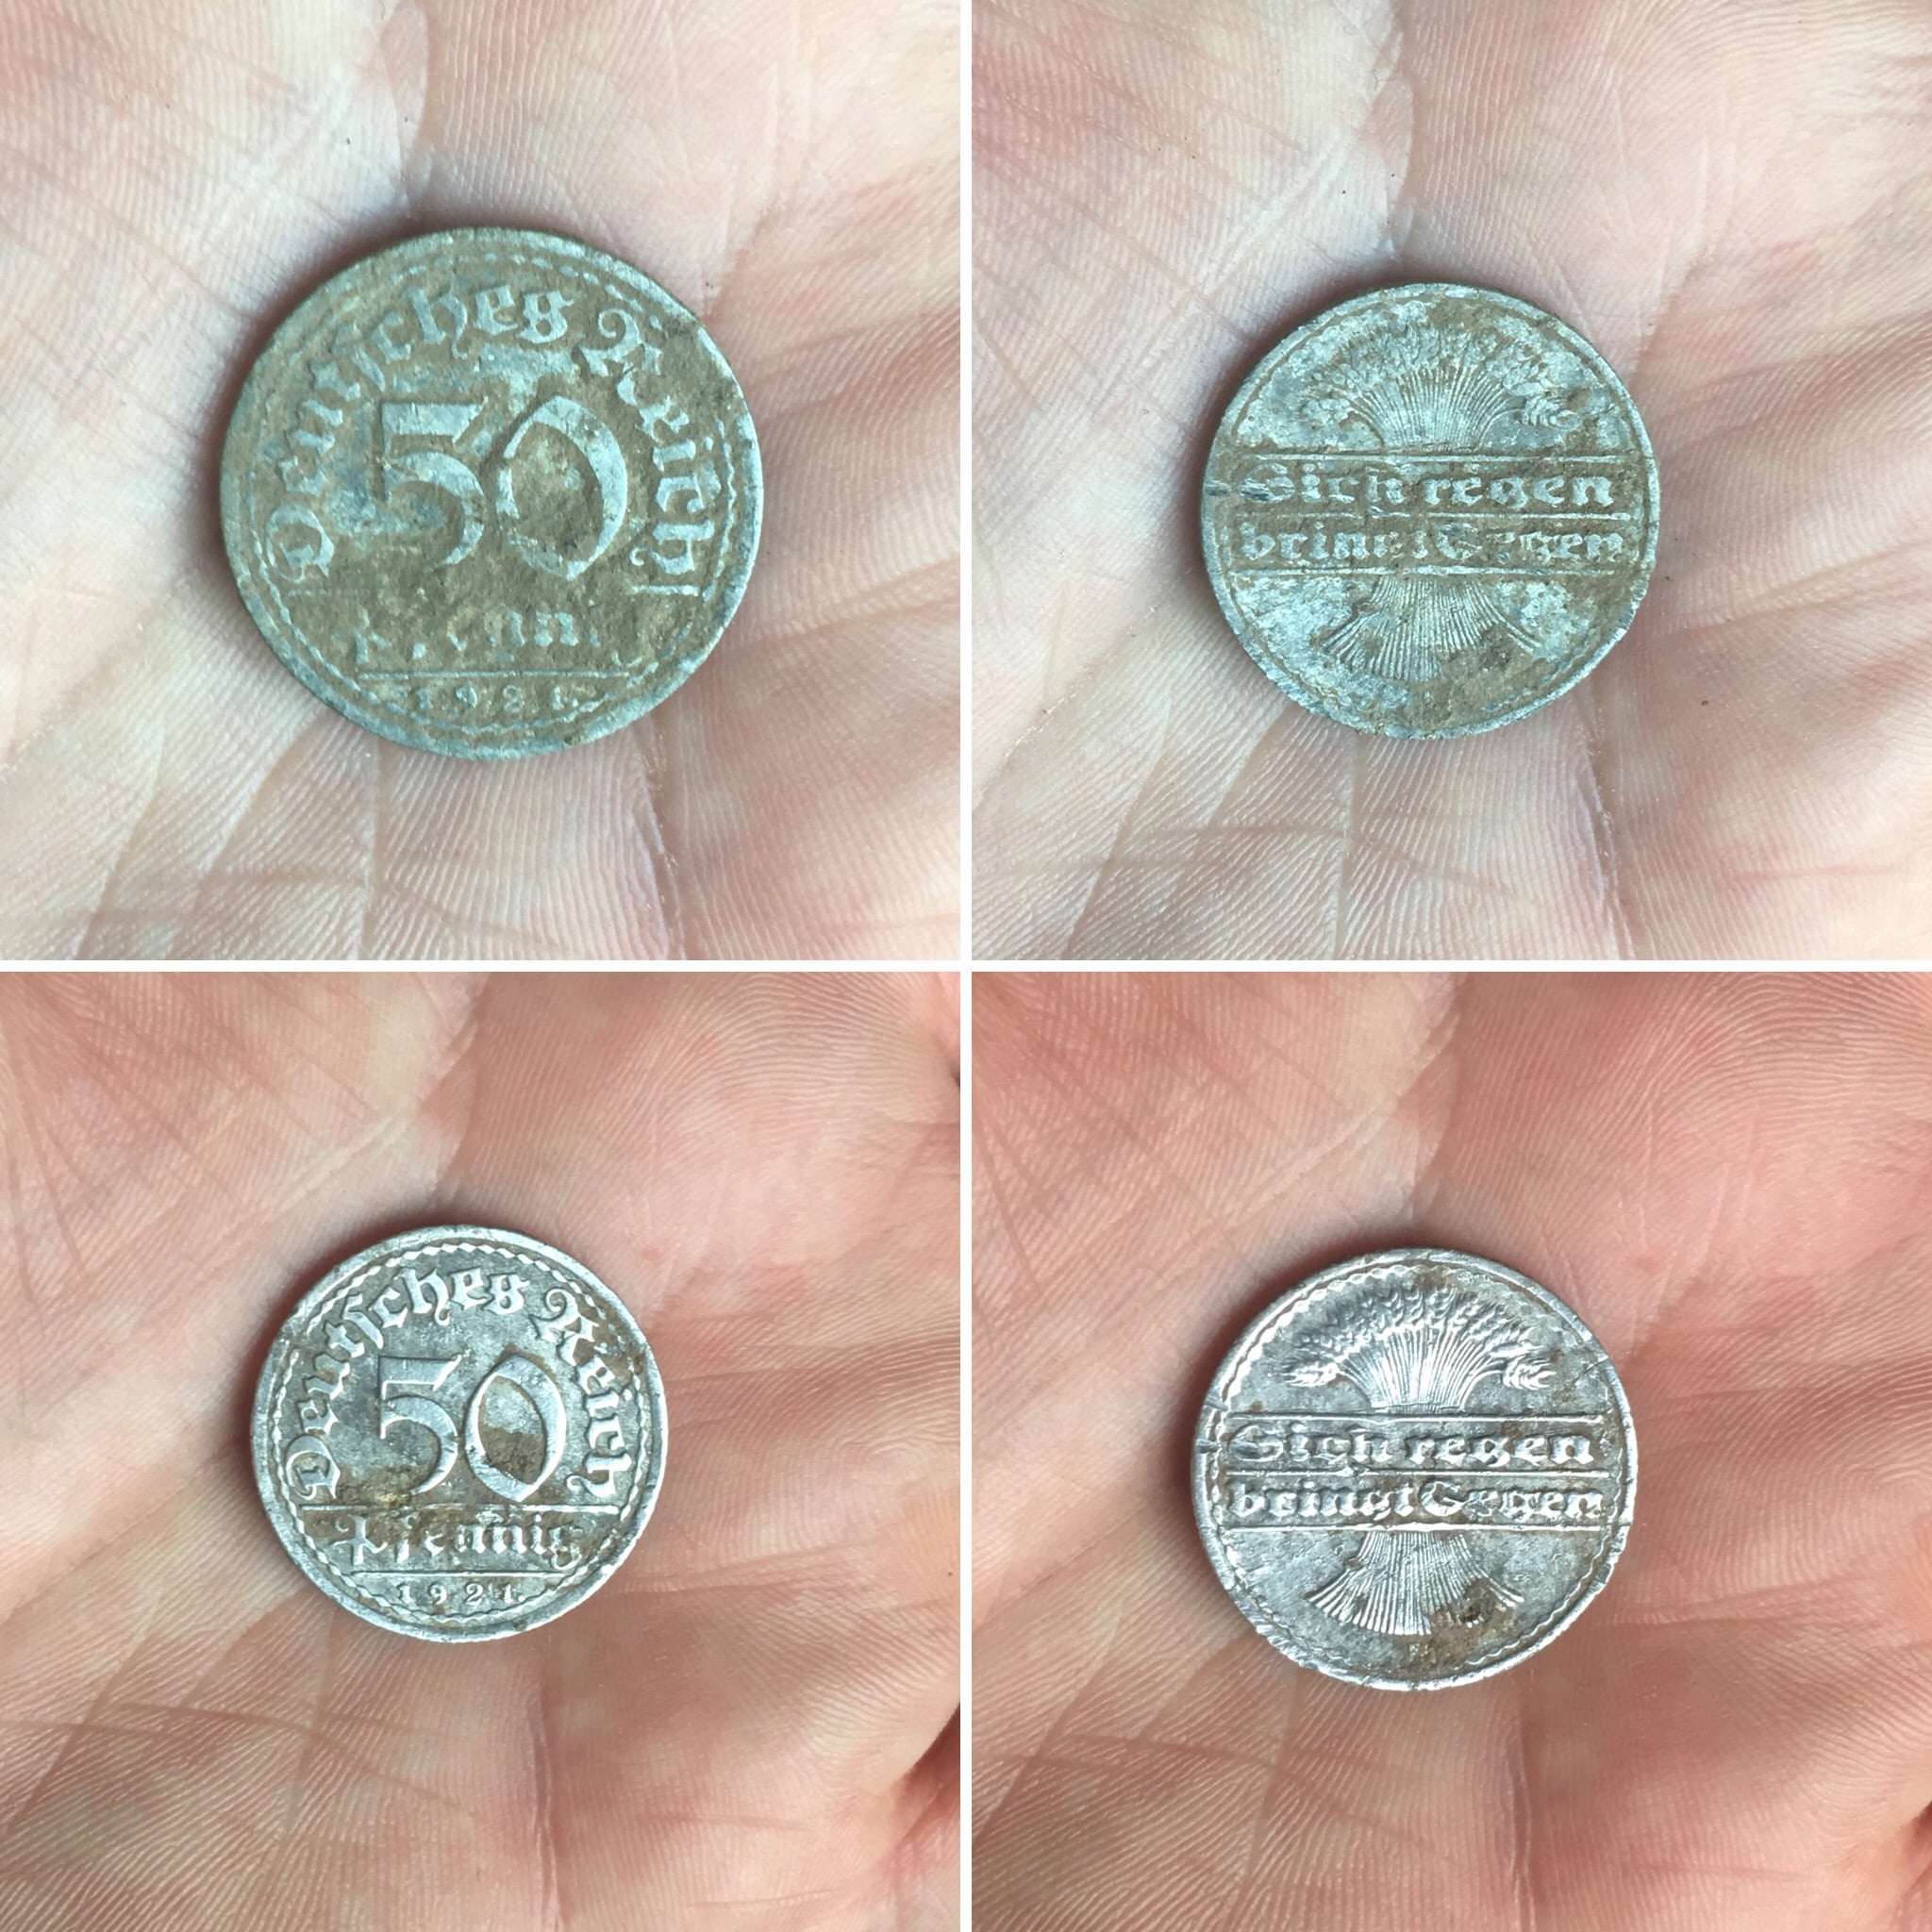 Deutsches Reich
50
1921
Sich regen
bringt Segen
Deutsches Reich
50
Pfennig
1921
Sich regen
bringt Segen